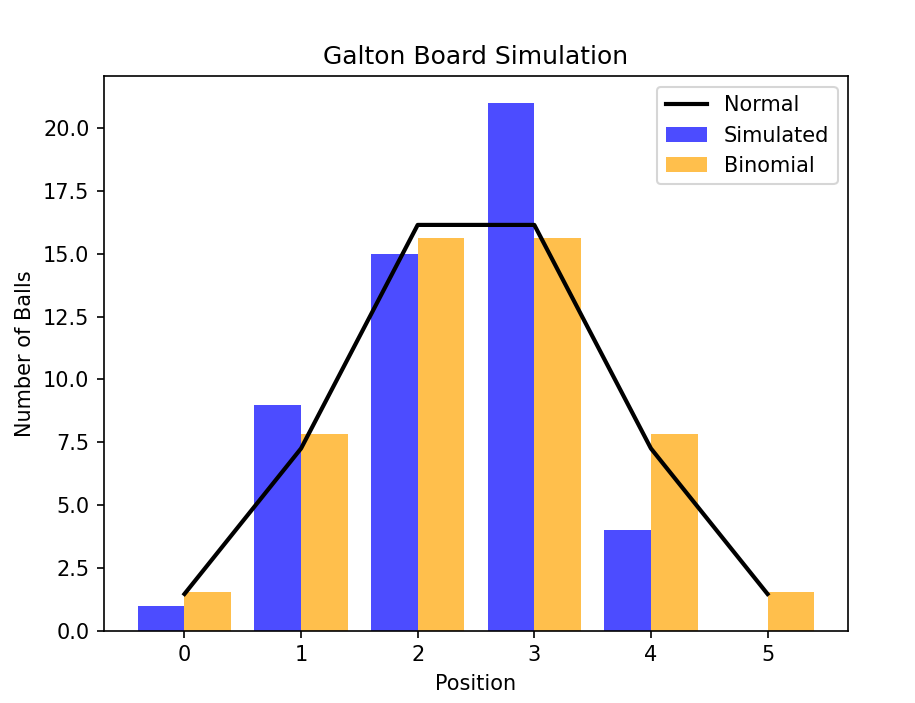 Galton Board Simulation
Normal
Simulated
Binomial
20.0
17.5
15.0
12.5
10.0
7.5
5.0
2.5
0.0
Number of Balls
0 1 2 3 4 5
Position